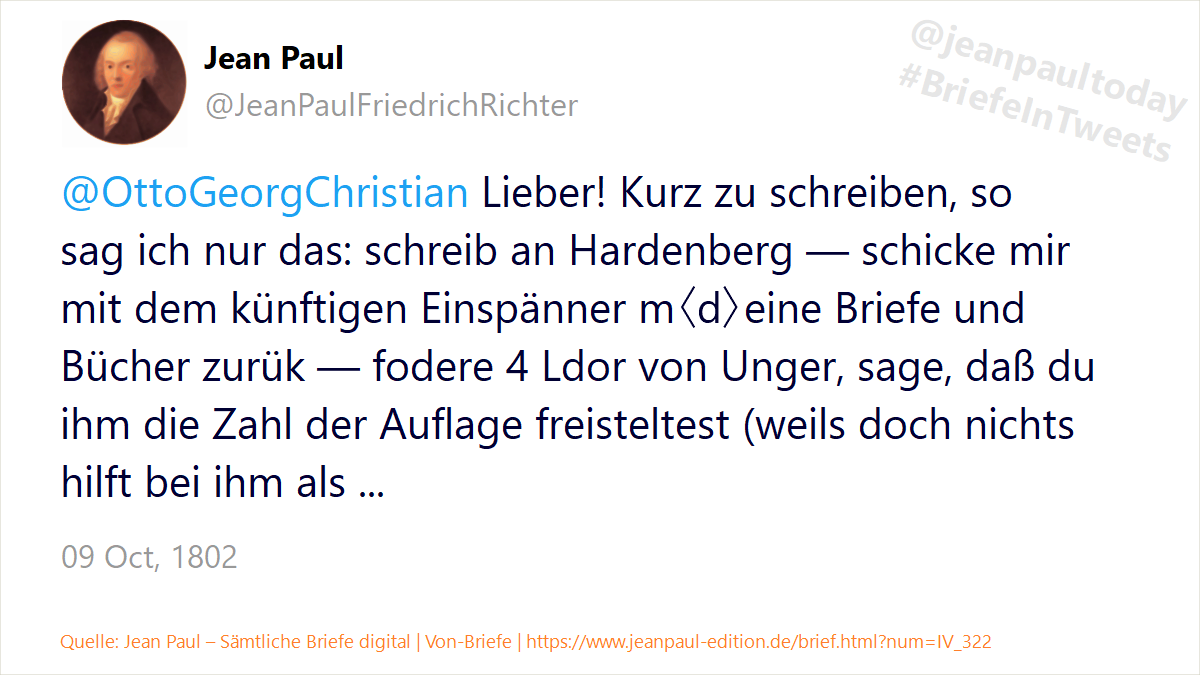 Jean Paul
@JeanPaulFriedrichRichter
@jeanpaultoday
#BriefeInTweets
@OttoGeorgChristian Lieber! Kurz zu schreiben, so
sag ich nur das: schreib an Hardenberg — schicke mir
mit dem künftigen Einspänner m〈d〉eine Briefe und
Bücher zurük — fodere 4 Ldor von Unger, sage, daß du
ihm die Zahl der Auflage freisteltest (weils doch nichts
hilft bei ihm als ...
09 Oct, 1802
Quelle: Jean Paul – Sämtliche Briefe digital | Von-Briefe | https://www.jeanpaul-edition.de/brief.html?num=IV_322